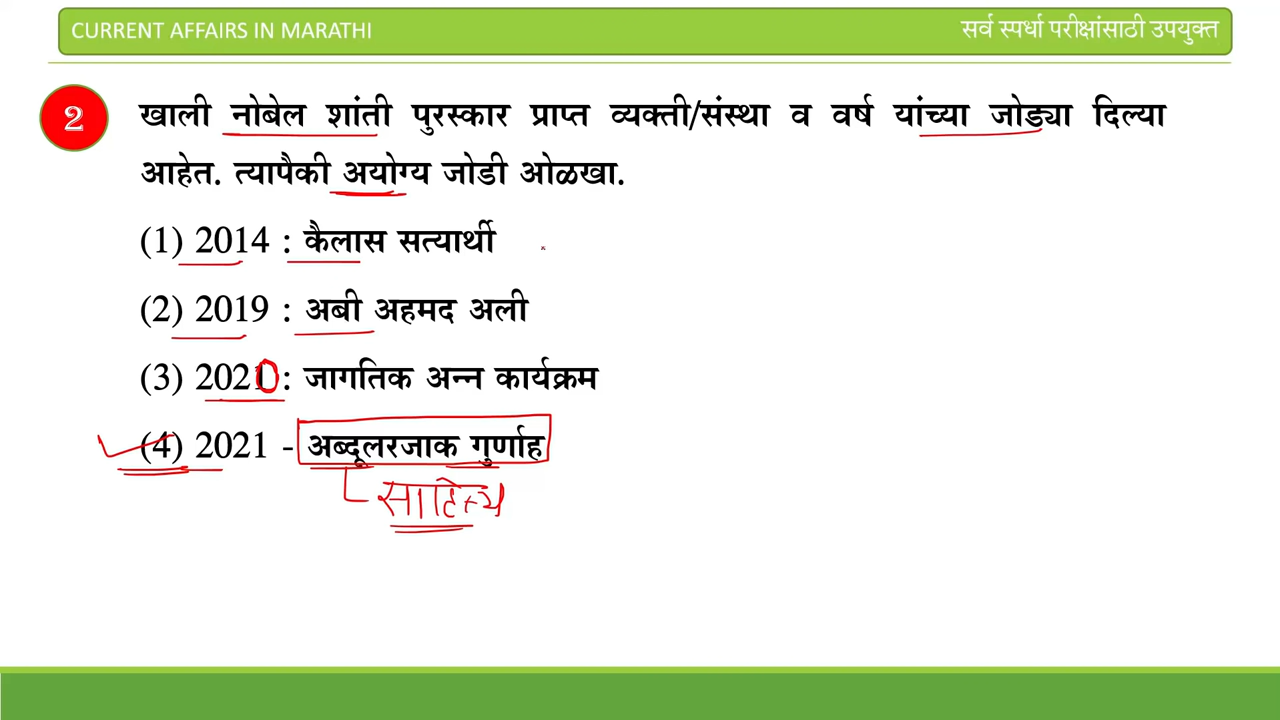 CURRENT AFFAIRS IN MARATHI
सर्व स्पर्धा परीक्षांसाठी उपयुक्त
2
खाली नोबेल शांती पुरस्कार प्राप्त व्यक्ती/संस्था व वर्ष यांच्या जोड्या दिल्या
आहेत. त्यापैकी अयोग्य जोडी ओळखा.
(1) 2014 : कैलास सत्यार्थी
(2) 2019 : अबी अहमद अली
(3) 2020 : जागतिक अन्न कार्यक्रम
(4) 2021 - अब्दूलरजाक गुर्णाह
साहित्य